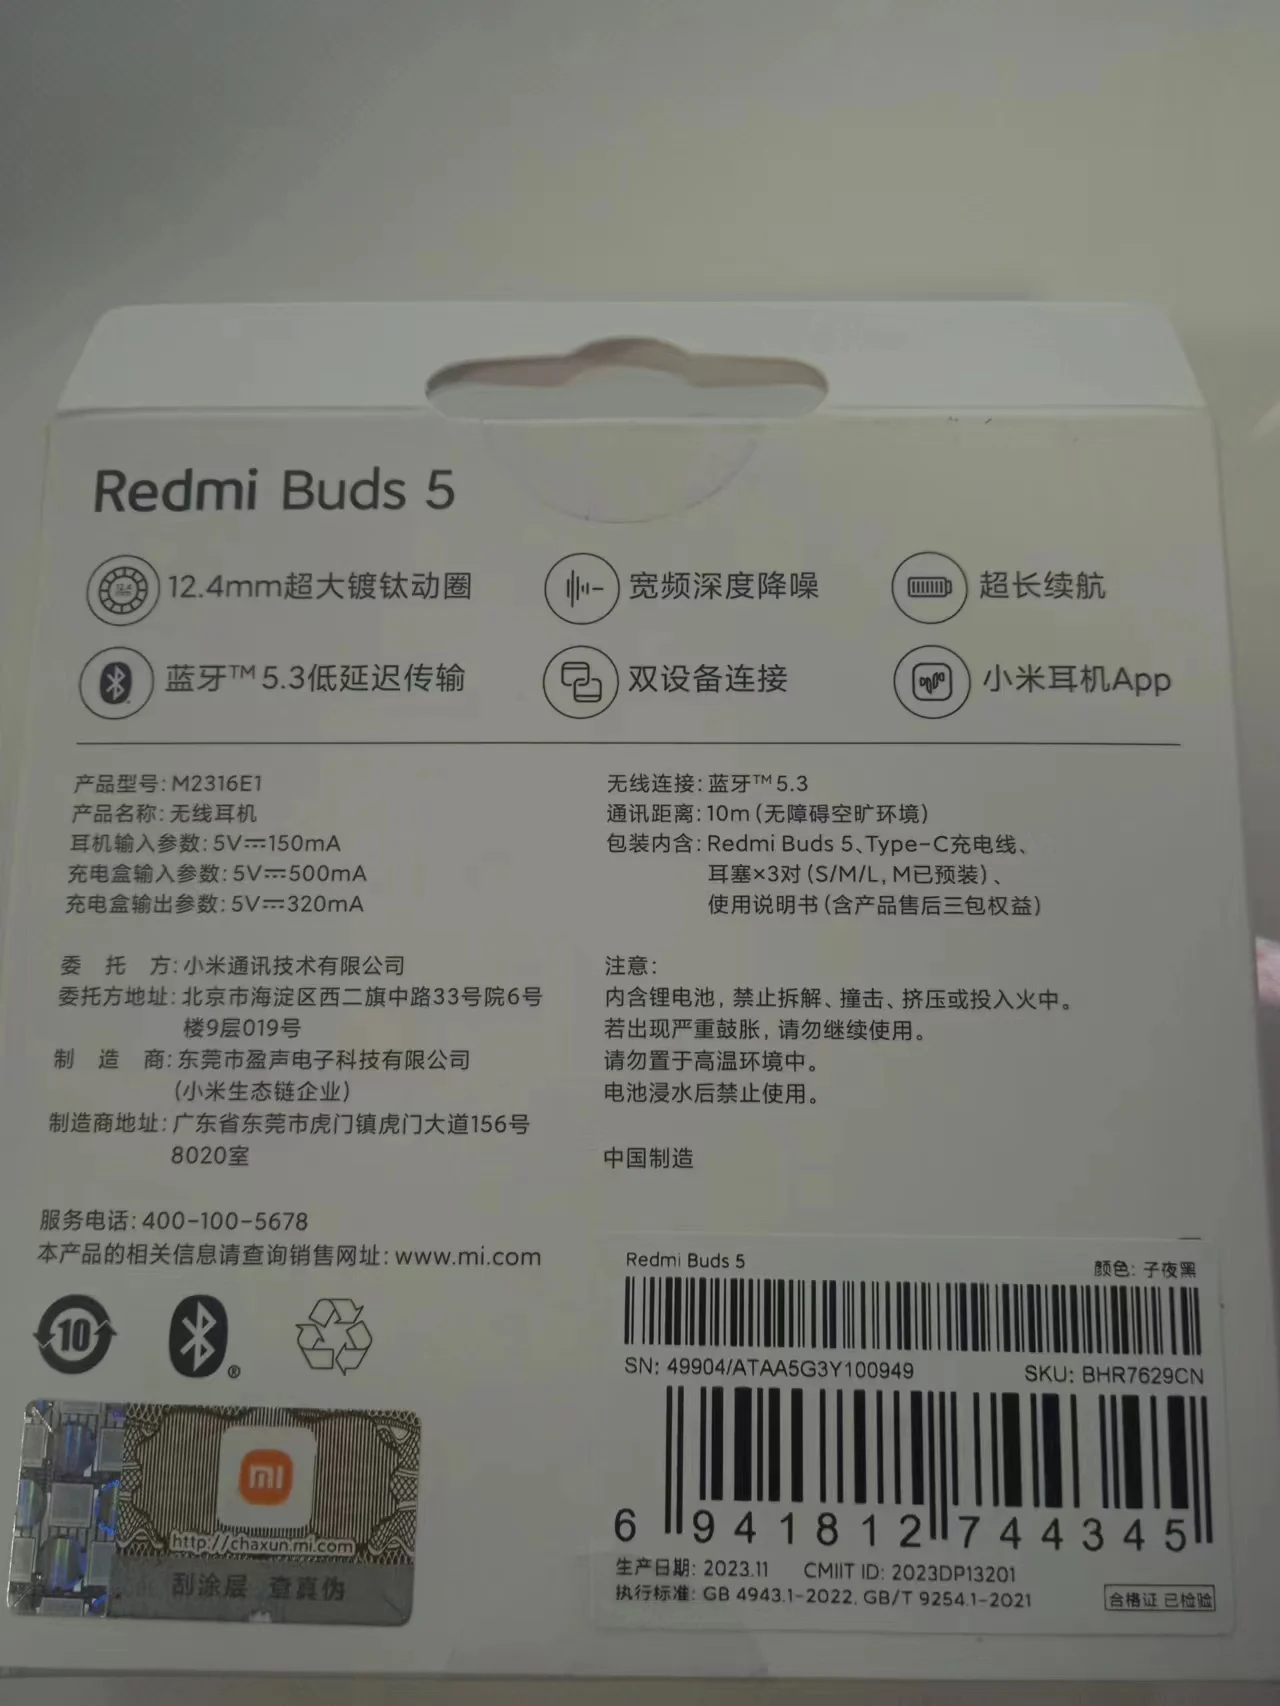 Redmi Buds 5
12.4mm超大镀钛动圈
宽频深度降噪
超长续航
蓝牙™ 5.3低延迟传输
双设备连接
小米耳机App
产品型号: M2316E1
产品名称: 无线耳机
耳机输入参数: 5V⎓150mA
充电盒输入参数: 5V⎓500mA
充电盒输出参数: 5V⎓320mA
委 托 方: 小米通讯技术有限公司
委托方地址: 北京市海淀区西二旗中路33号院6号
楼9层019号
制 造 商: 东莞市盈声电子科技有限公司
(小米生态链企业)
制造商地址: 广东省东莞市虎门镇虎门大道156号
8020室
服务电话: 400-100-5678
本产品的相关信息请查询销售网址: www.mi.com
无线连接: 蓝牙™ 5.3
通讯距离: 10m (无障碍空旷环境)
包装内含: Redmi Buds 5、Type-C充电线、
耳塞×3对 (S/M/L, M已预装)、
使用说明书 (含产品售后三包权益)
注意:
内含锂电池, 禁止拆解、撞击、挤压或投入火中。
若出现严重鼓胀, 请勿继续使用。
请勿置于高温环境中。
电池浸水后禁止使用。
中国制造
10
®
mi
http://chaxun.mi.com
刮涂层 查真伪
Redmi Buds 5
颜色: 子夜黑
SN: 49904/ATAA5G3Y100949
SKU: BHR7629CN
6 941812 744345
生产日期: 2023.11 CMIIT ID: 2023DP13201
执行标准: GB 4943.1-2022, GB/T 9254.1-2021
合格证 已检验